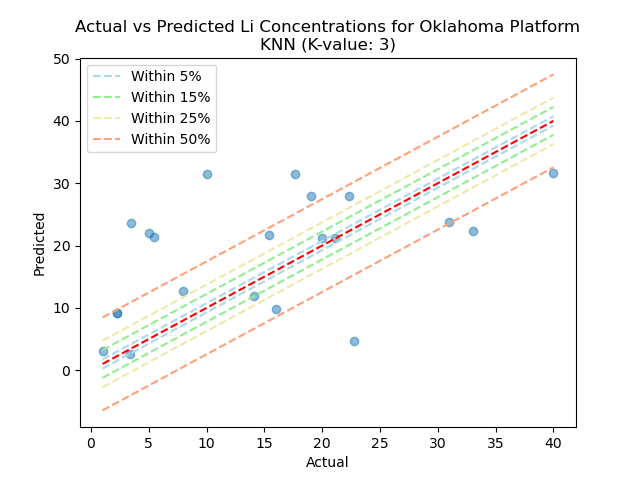 Actual vs Predicted Li Concentrations for Oklahoma Platform
KNN (K-value: 3)
Within 5%
Within 15%
Within 25%
Within 50%
50
40
30
20
10
0
Predicted
0 5 10 15 20 25 30 35 40
Actual